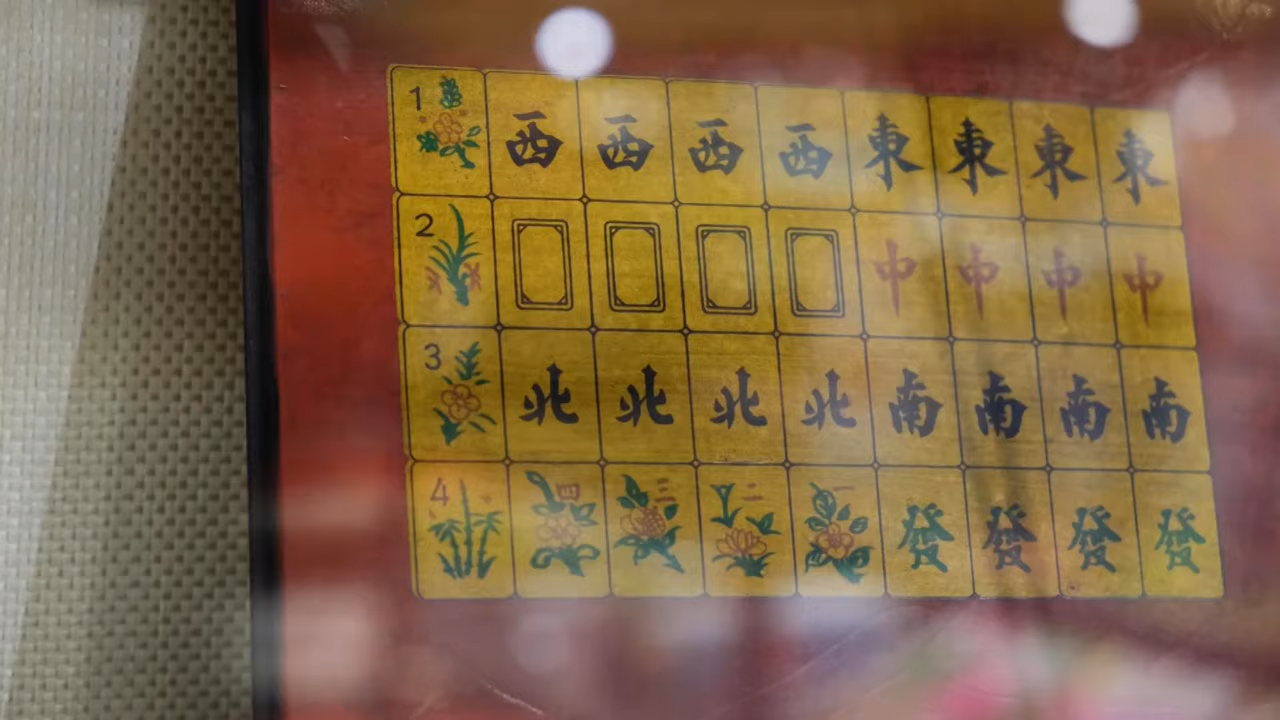 1 西 西 西 西 東 東 東 東
2 中 中 中 中
3 北 北 北 北 南 南 南 南
4 四 三 二 一 發 發 發 發